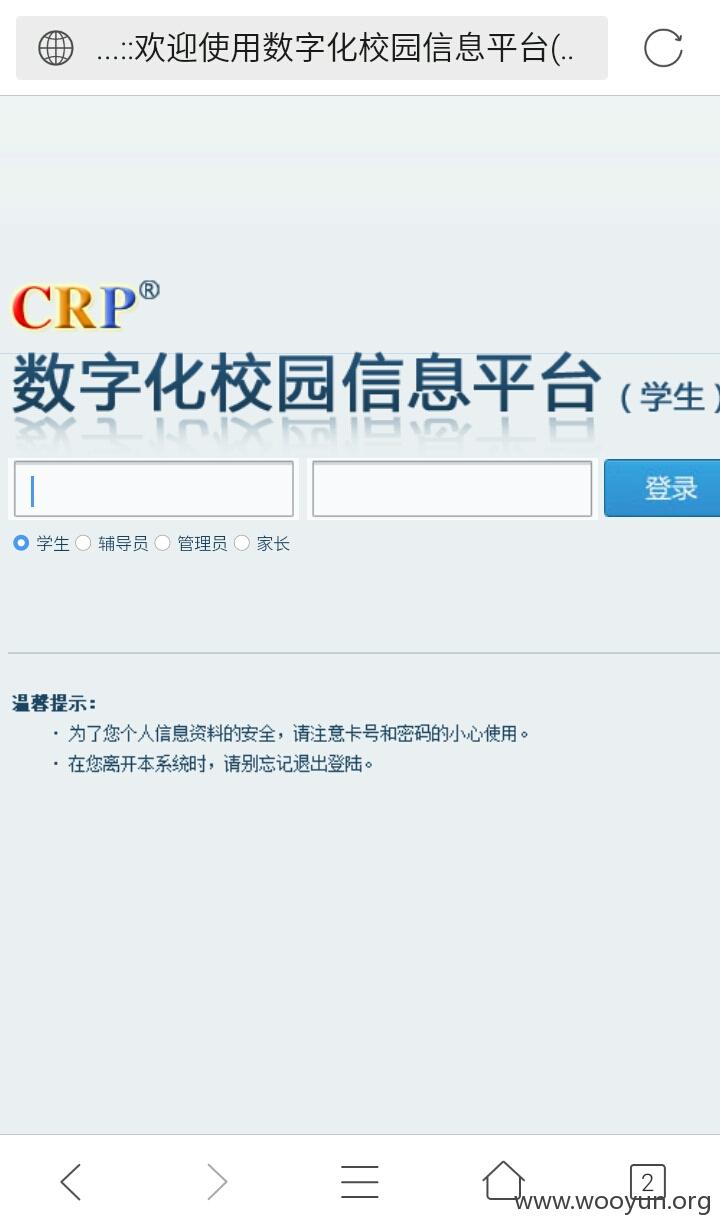 ...::欢迎使用数字化校园信息平台(..
CRP®
数字化校园信息平台（学生）
登录
学生 辅导员 管理员 家长
温馨提示：
· 为了您个人信息资料的安全，请注意卡号和密码的小心使用。
· 在您离开本系统时，请别忘记退出登陆。
2
www.wooyun.org